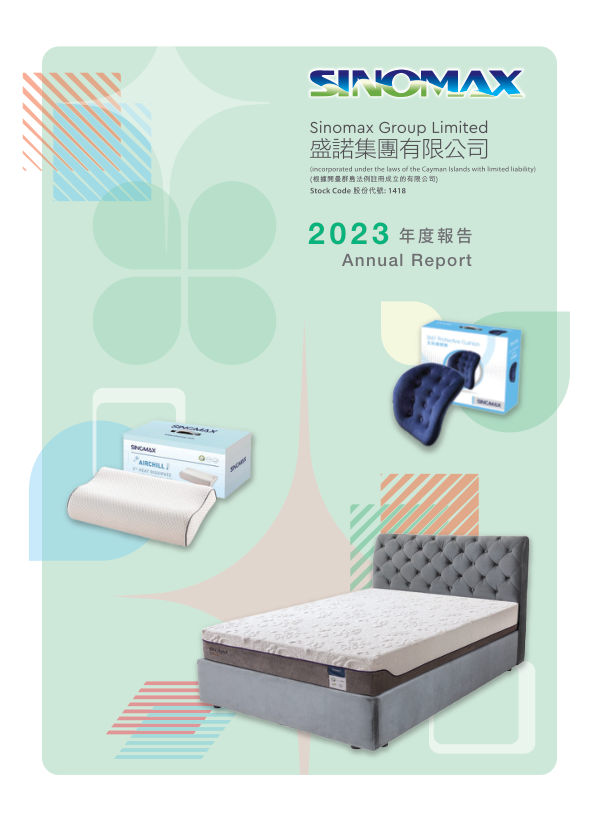 SINOMAX
Sinomax Group Limited
盛諾集團有限公司
(incorporated under the laws of the Cayman Islands with limited liability)
(根據開曼群島法例註冊成立的有限公司)
Stock Code 股份代號: 1418
2023 年度報告
Annual Report
Protective Cushion
SINOMAX
SINOMAX
SINOMAX
AIRCHILL
SINOMAX